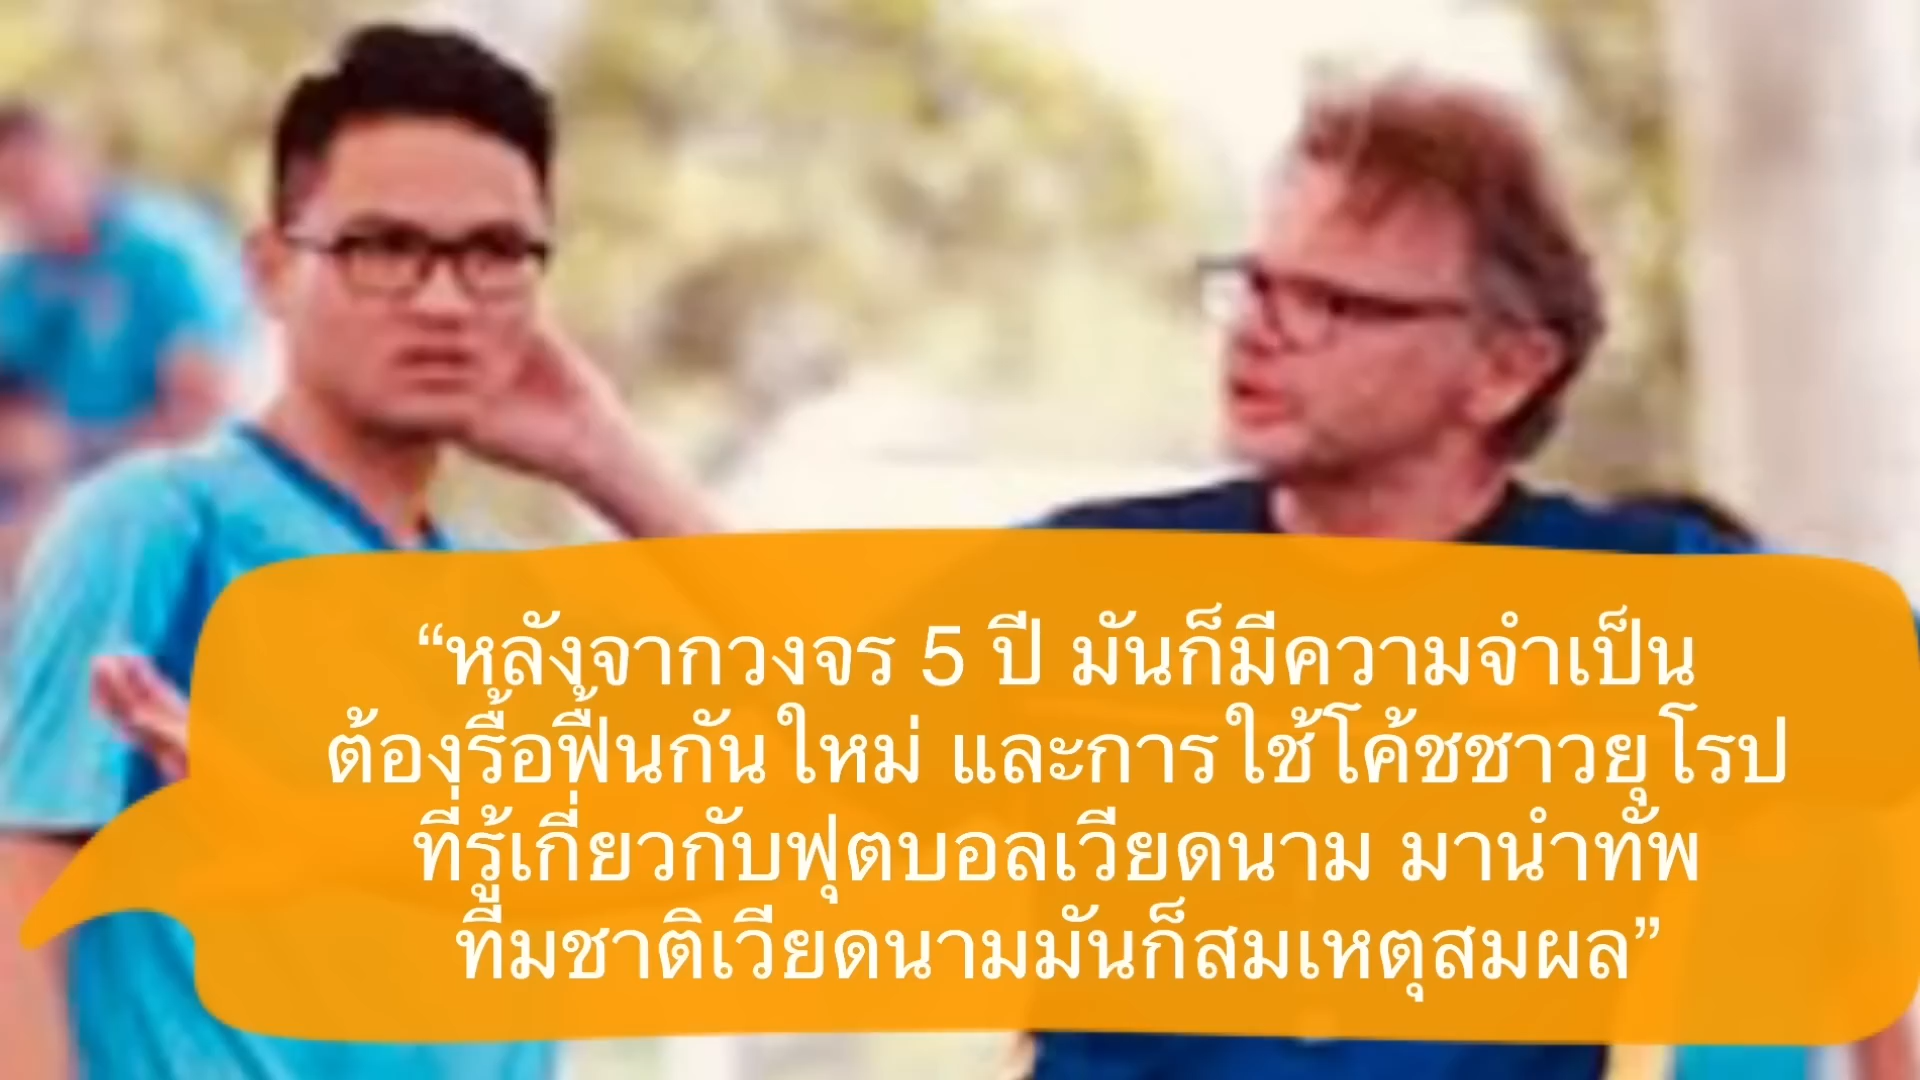 “หลังจากวงจร 5 ปี มันก็มีความจำเป็น
ต้องรื้อฟื้นกันใหม่ และการใช้โค้ชชาวยุโรป
ที่รู้เกี่ยวกับฟุตบอลเวียดนาม มานำทัพ
ทีมชาติเวียดนามมันก็สมเหตุสมผล”